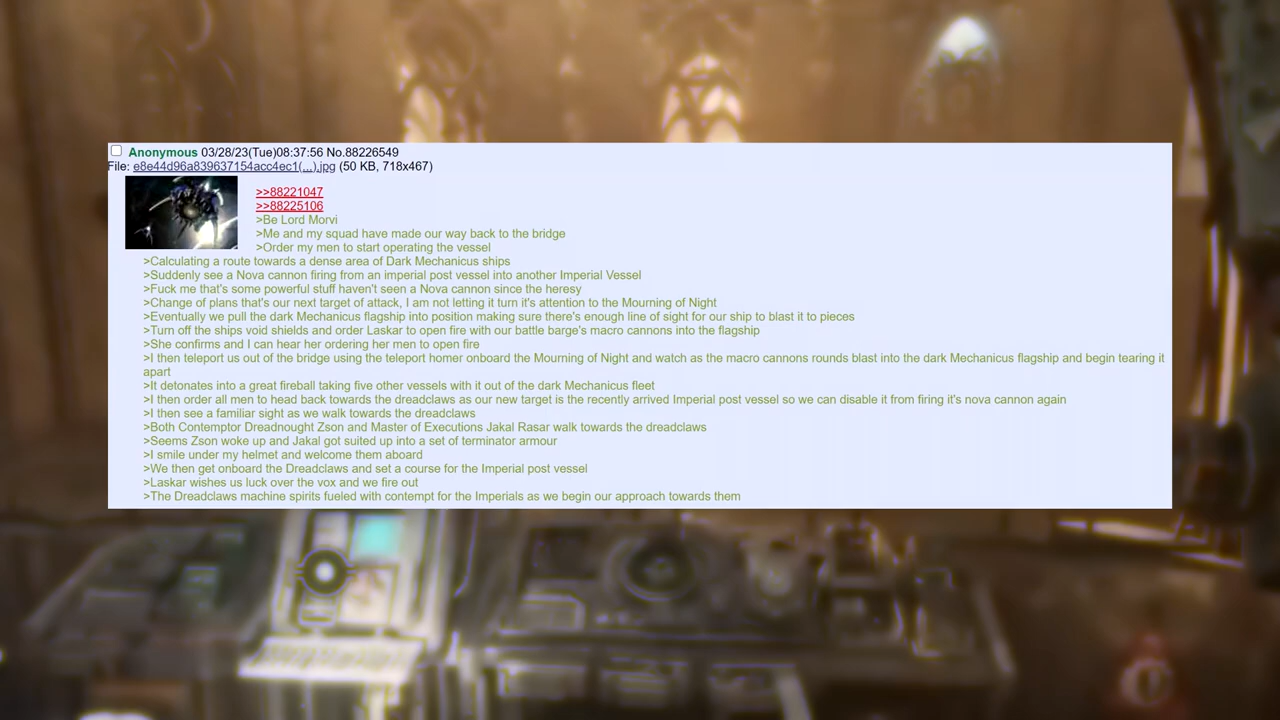 Anonymous 03/28/23(Tue)08:37:56 No.88226549
File: e8e44d96a839637154acc4ec1(...).jpg (50 KB, 718x467)
>>88221047
>>88225106
>Be Lord Morvi
>Me and my squad have made our way back to the bridge
>Order my men to start operating the vessel
>Calculating a route towards a dense area of Dark Mechanicus ships
>Suddenly see a Nova cannon firing from an imperial post vessel into another Imperial Vessel
>Fuck me that's some powerful stuff haven't seen a Nova cannon since the heresy
>Change of plans that's our next target of attack, I am not letting it turn it's attention to the Mourning of Night
>Eventually we pull the dark Mechanicus flagship into position making sure there's enough line of sight for our ship to blast it to pieces
>Turn off the ships void shields and order Laskar to open fire with our battle barge's macro cannons into the flagship
>She confirms and I can hear her ordering her men to open fire
>I then teleport us out of the bridge using the teleport homer onboard the Mourning of Night and watch as the macro cannons rounds blast into the dark Mechanicus flagship and begin tearing it
apart
>It detonates into a great fireball taking five other vessels with it out of the dark Mechanicus fleet
>I then order all men to head back towards the dreadclaws as our new target is the recently arrived Imperial post vessel so we can disable it from firing it's nova cannon again
>I then see a familiar sight as we walk towards the dreadclaws
>Both Contemptor Dreadnought Zson and Master of Executions Jakal Rasar walk towards the dreadclaws
>Seems Zson woke up and Jakal got suited up into a set of terminator armour
>I smile under my helmet and welcome them aboard
>We then get onboard the Dreadclaws and set a course for the Imperial post vessel
>Laskar wishes us luck over the vox and we fire out
>The Dreadclaws machine spirits fueled with contempt for the Imperials as we begin our approach towards them